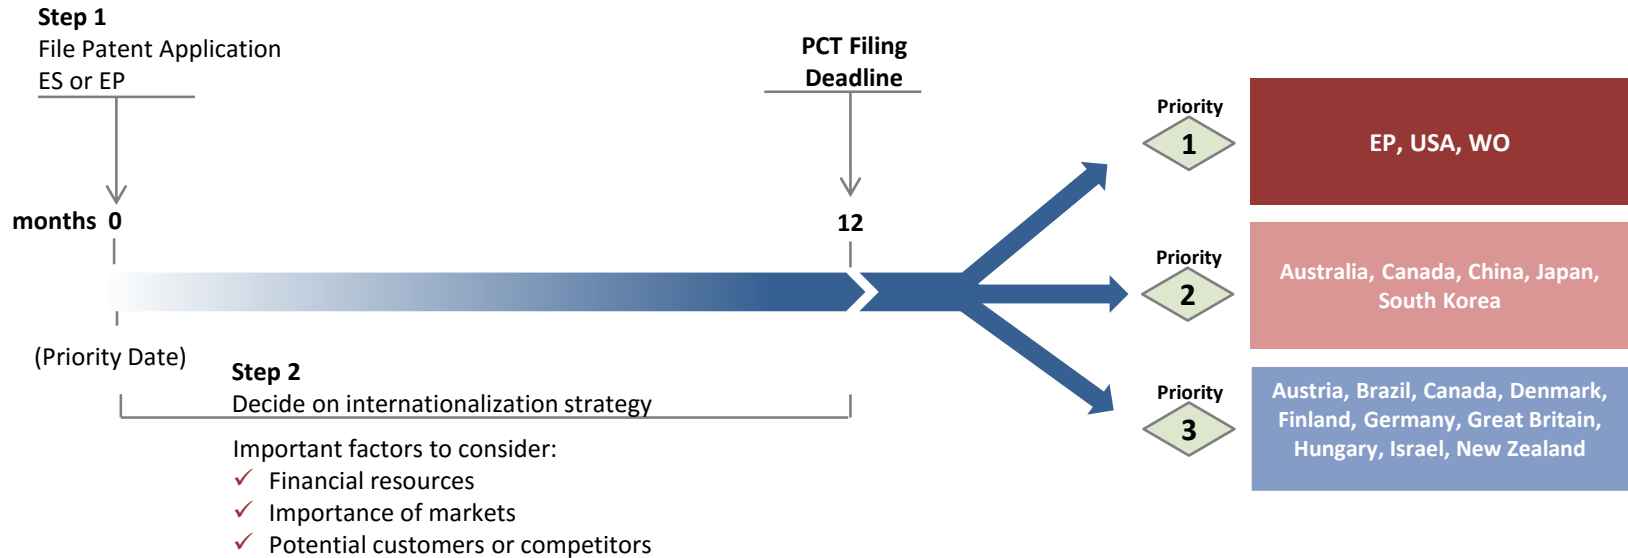 Step 1
File Patent Application
ES or EP
PCT Filing
Deadline
months 0
12
(Priority Date)
Step 2
Decide on internationalization strategy
Important factors to consider:
✓ Financial resources
✓ Importance of markets
✓ Potential customers or competitors
Priority
1
EP, USA, WO
Priority
2
Australia, Canada, China, Japan,
South Korea
Priority
3
Austria, Brazil, Canada, Denmark,
Finland, Germany, Great Britain,
Hungary, Israel, New Zealand